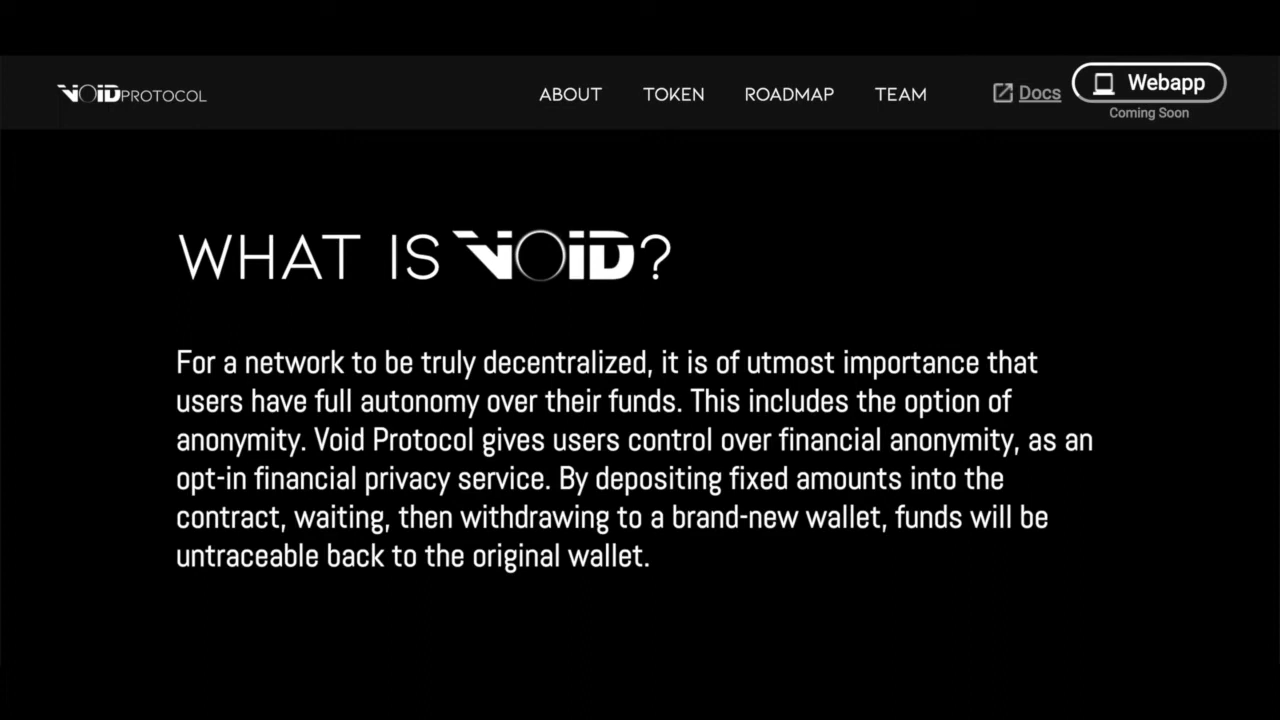 VOIDPROTOCOL ABOUT TOKEN ROADMAP TEAM Docs Webapp
Coming Soon
WHAT IS VOID?
For a network to be truly decentralized, it is of utmost importance that
users have full autonomy over their funds. This includes the option of
anonymity. Void Protocol gives users control over financial anonymity, as an
opt-in financial privacy service. By depositing fixed amounts into the
contract, waiting, then withdrawing to a brand-new wallet, funds will be
untraceable back to the original wallet.